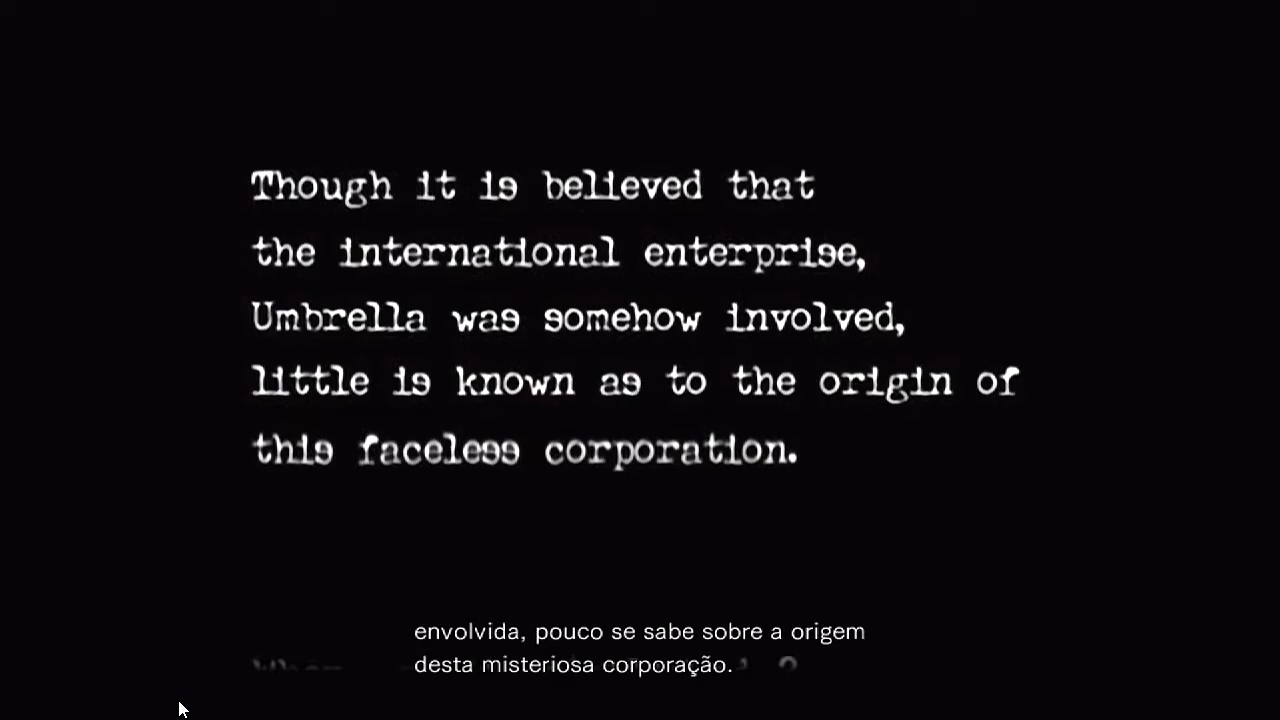 Though it is believed that
the international enterprise,
Umbrella was somehow involved,
little is known as to the origin of
this faceless corporation.
envolvida, pouco se sabe sobre a origem
desta misteriosa corporação.